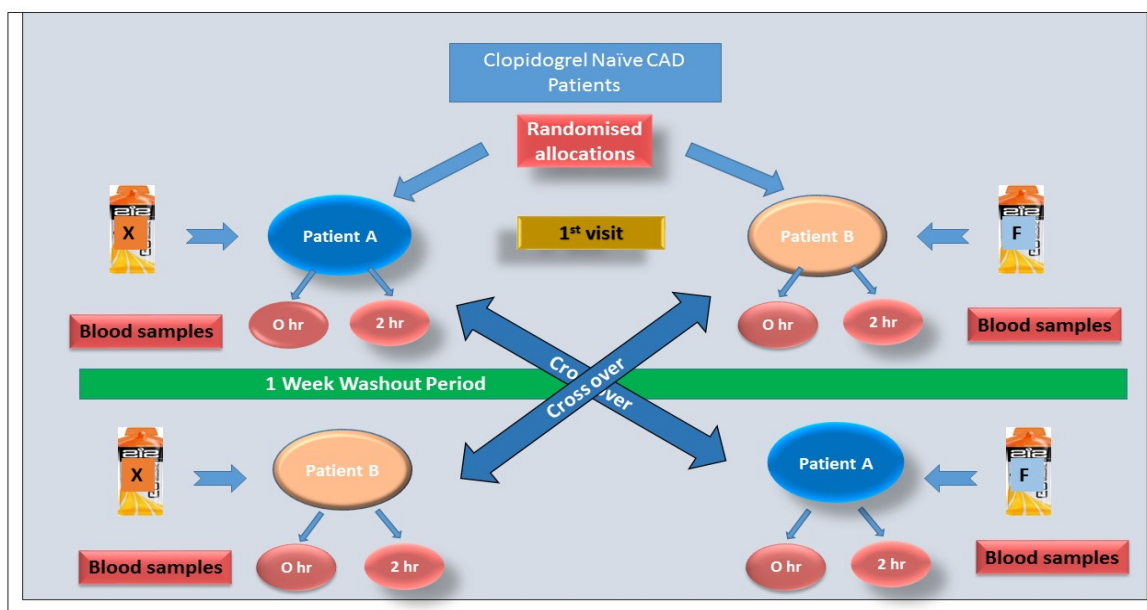 Clopidogrel Naïve CAD
Patients
Randomised
allocations
X
Patient A
1st visit
Patient B
F
Blood samples
O hr
2 hr
O hr
2 hr
Blood samples
1 Week Washout Period
Cross over
Cross over
X
Patient B
Patient A
F
Blood samples
O hr
2 hr
O hr
2 hr
Blood samples